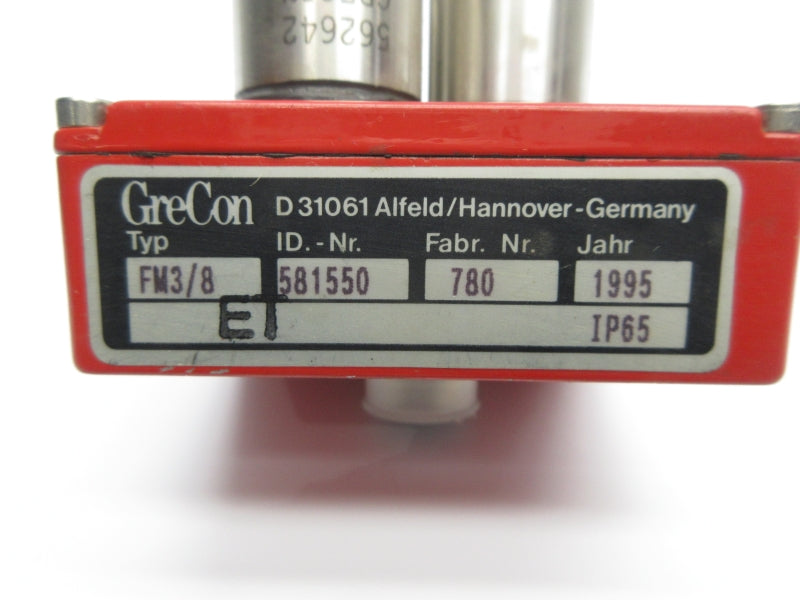 562642
GreCon D 31061 Alfeld/Hannover-Germany
Typ ID.-Nr. Fabr. Nr. Jahr
FM3/8 581550 780 1995
ET IP65